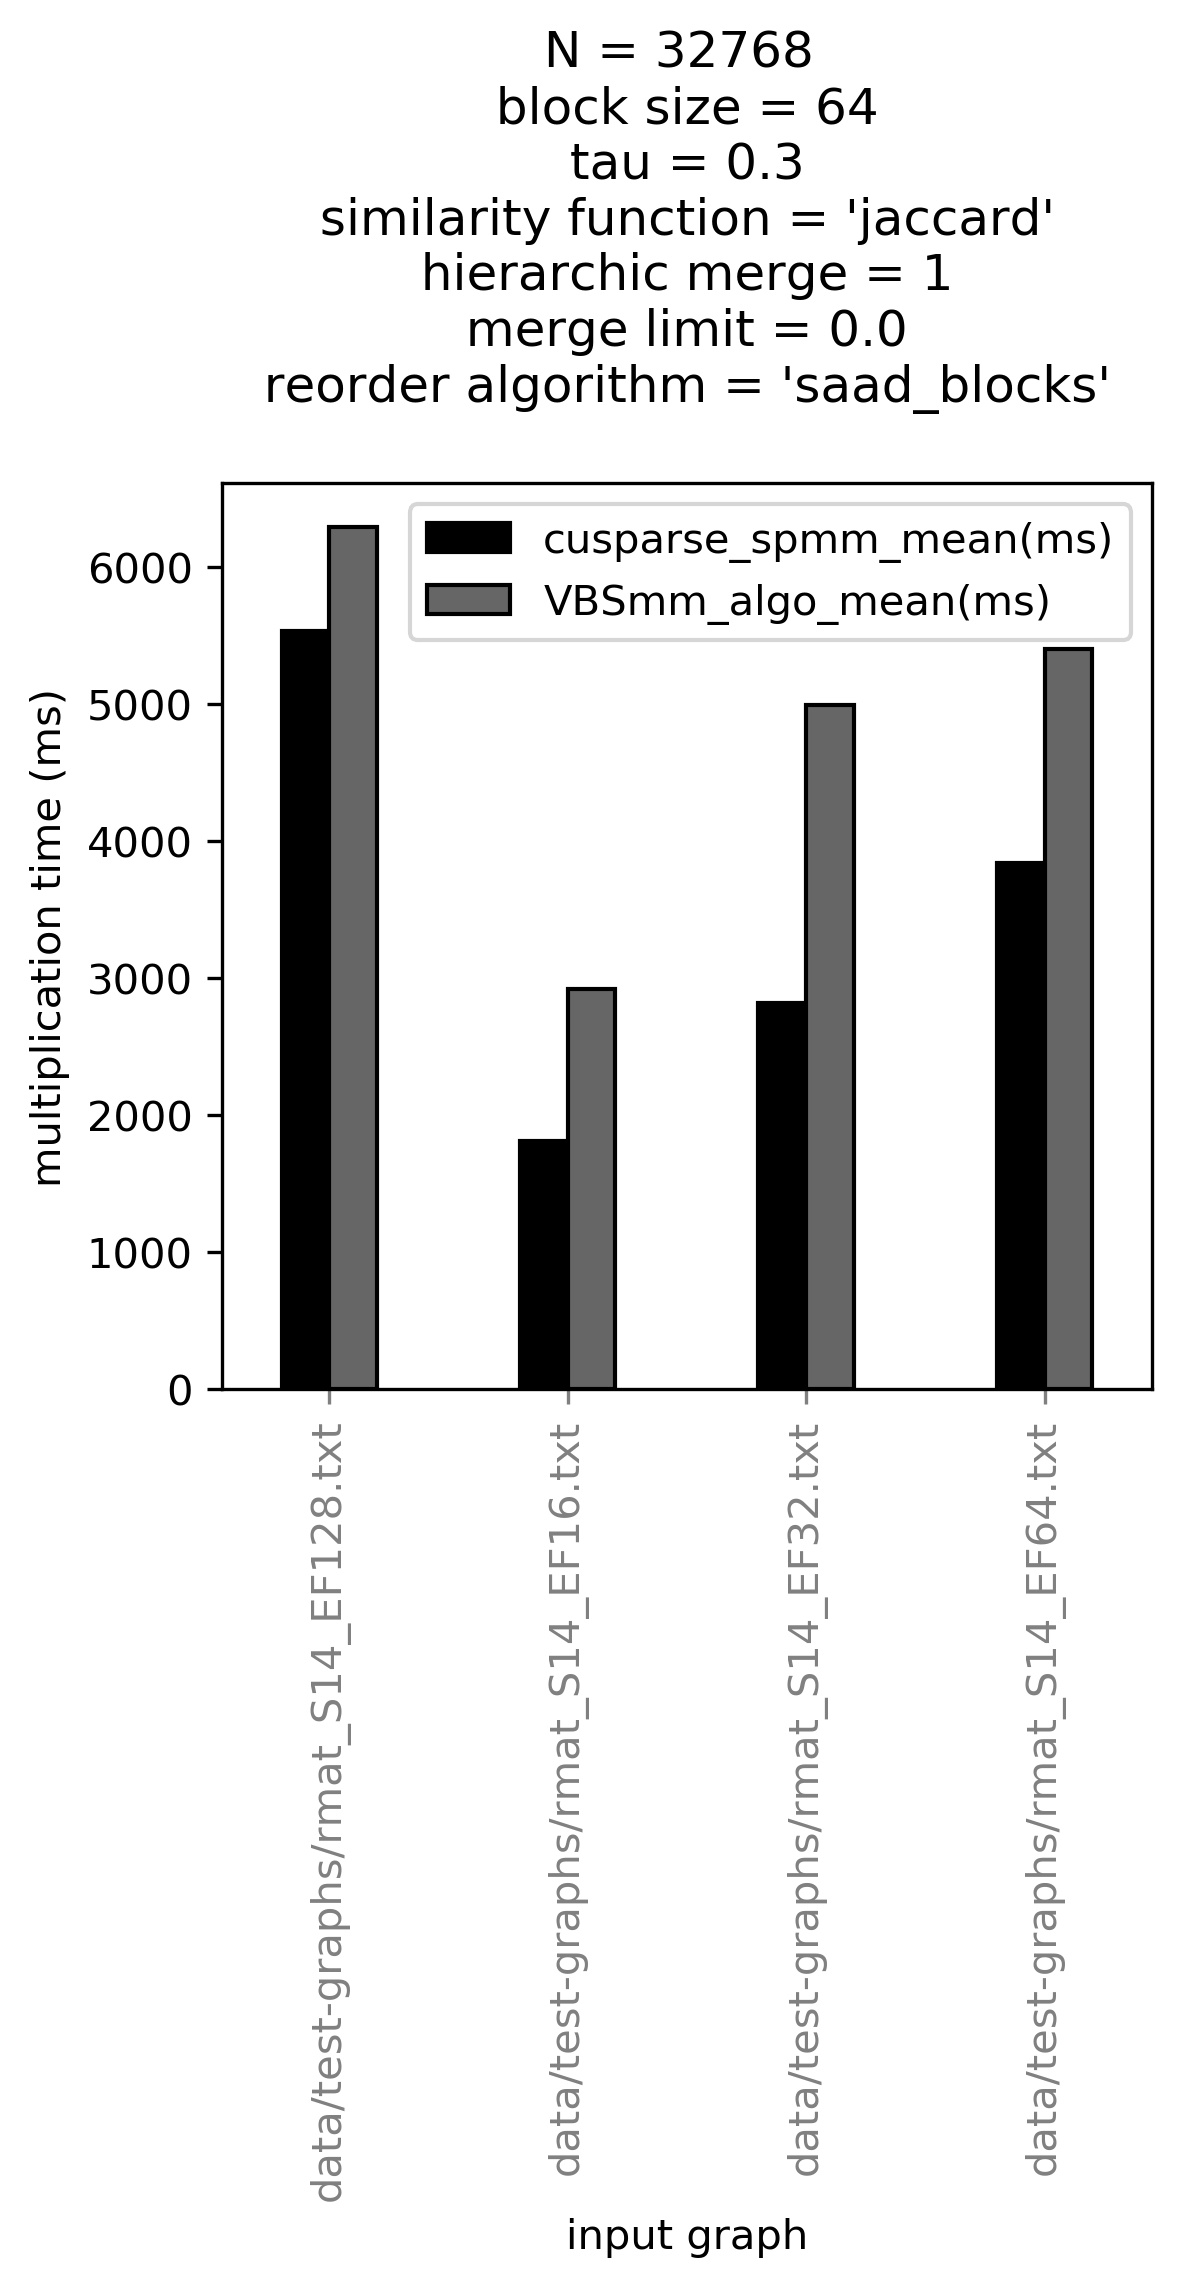 N = 32768
block size = 64
tau = 0.3
similarity function = 'jaccard'
hierarchic merge = 1
merge limit = 0.0
reorder algorithm = 'saad_blocks'
cusparse_spmm_mean(ms)
VBSmm_algo_mean(ms)
6000
5000
4000
3000
2000
1000
0
multiplication time (ms)
data/test-graphs/rmat_S14_EF128.txt
data/test-graphs/rmat_S14_EF16.txt
data/test-graphs/rmat_S14_EF32.txt
data/test-graphs/rmat_S14_EF64.txt
input graph